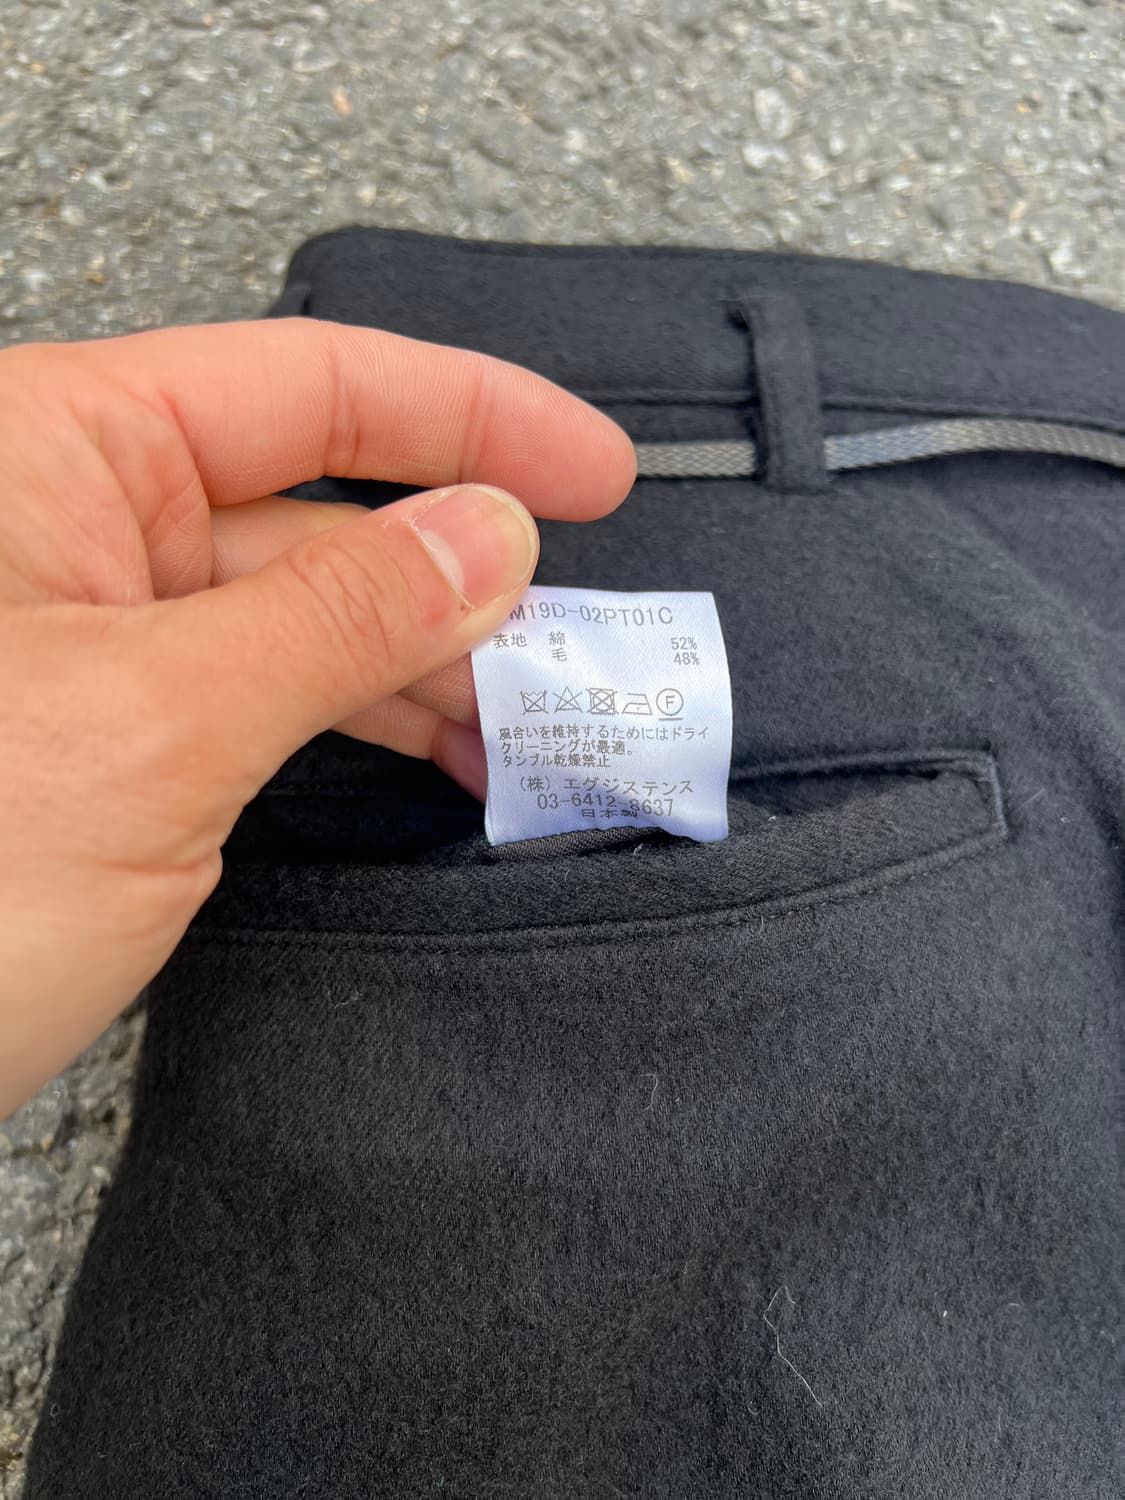 M19D-02PT01C
表地 綿 52%
毛 48%
F
風合いを維持するためにはドライ
クリーニングが最適。
タンブル乾燥禁止
(株) エグジステンス
03-6412-8637
日本製